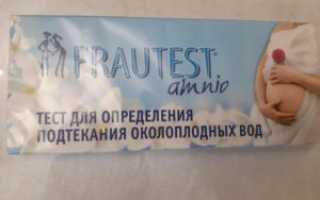 FRAUTEST
amnio
ТЕСТ ДЛЯ ОПРЕДЕЛЕНИЯ
ПОДТЕКАНИЯ ОКОЛОПЛОДНЫХ ВОД